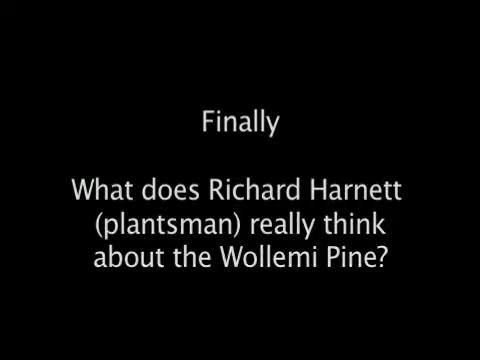 Finally
What does Richard Harnett
(plantsman) really think
about the Wollemi Pine?